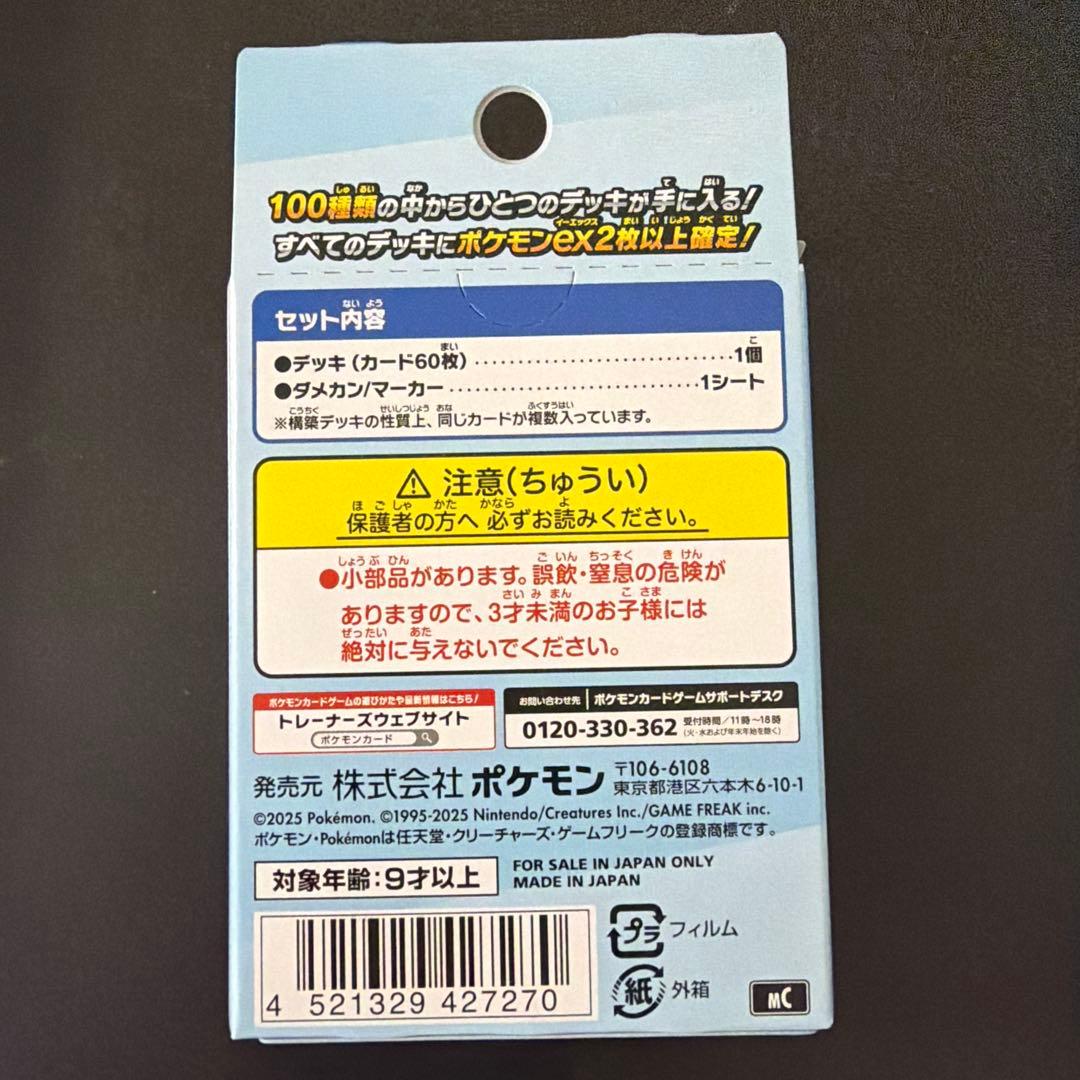 100種類の中からひとつのデッキが手に入る!
すべてのデッキにポケモンex2枚以上確定!
セット内容
●デッキ(カード60枚)…………………………1個
●ダメカン/マーカー…………………………1シート
※構築デッキの性質上、同じカードが複数入っています。
⚠ 注意(ちゅうい)
保護者の方へ 必ずお読みください。
●小部品があります。誤飲・窒息の危険が
ありますので、3才未満のお子様には
絶対に与えないでください。
ポケモンカードゲームの遊びかたや最新情報はこちら!
トレーナーズウェブサイト
ポケモンカード
お問い合わせ先 ポケモンカードゲームサポートデスク
0120-330-362 受付時間/11時~18時
(火・水および年末年始を除く)
発売元 株式会社 ポケモン 〒106-6108
東京都港区六本木6-10-1
©2025 Pokémon. ©1995-2025 Nintendo/Creatures Inc./GAME FREAK inc.
ポケモン・Pokémonは任天堂・クリーチャーズ・ゲームフリークの登録商標です。
対象年齢:9才以上
FOR SALE IN JAPAN ONLY
MADE IN JAPAN
4 521329 427270
プラ フィルム
紙 外箱
MC